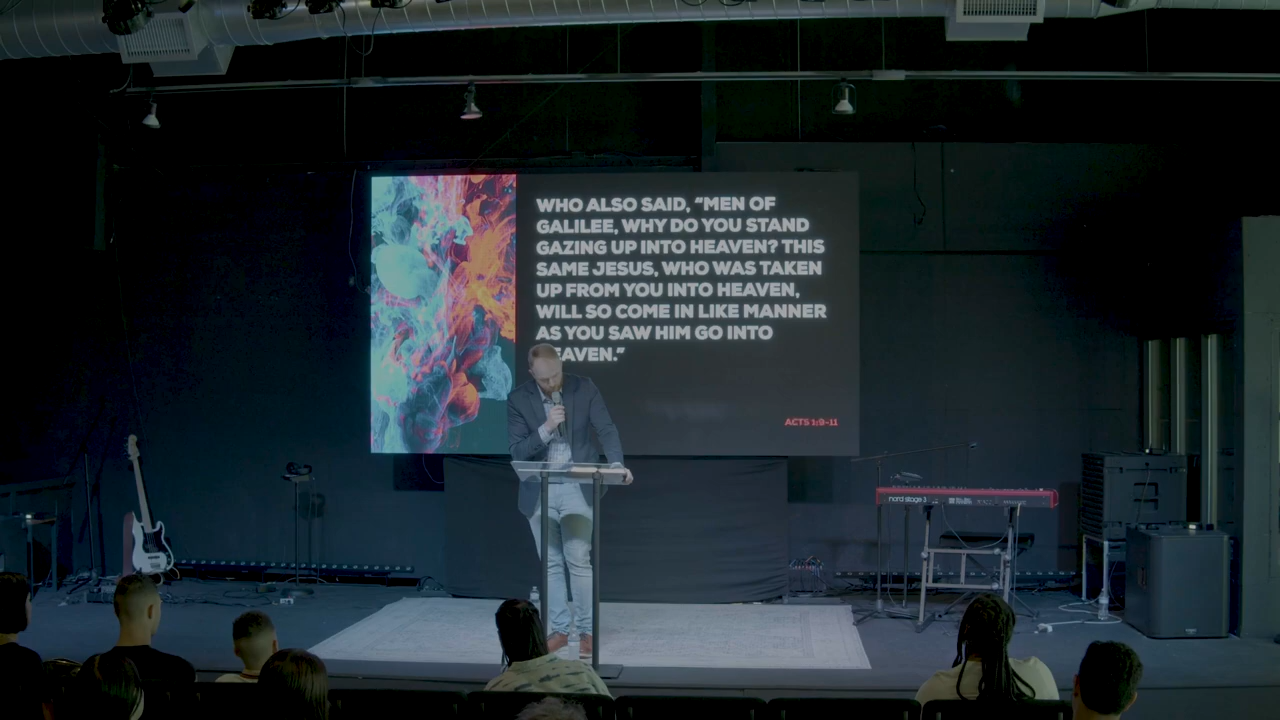 WHO ALSO SAID, “MEN OF
GALILEE, WHY DO YOU STAND
GAZING UP INTO HEAVEN? THIS
SAME JESUS, WHO WAS TAKEN
UP FROM YOU INTO HEAVEN,
WILL SO COME IN LIKE MANNER
AS YOU SAW HIM GO INTO
EAVEN.”
ACTS 1:9-11
nord stage 3